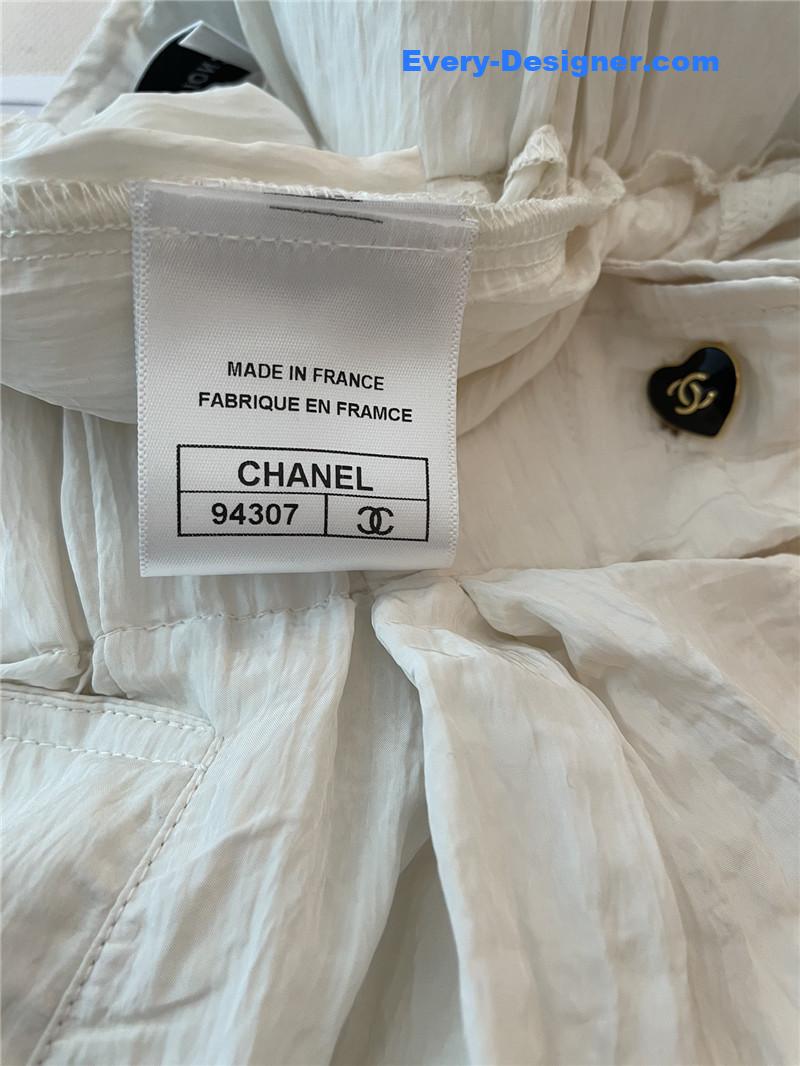 Every-Designer.com
MADE IN FRANCE
FABRIQUE EN FRAMCE
CHANEL
94307